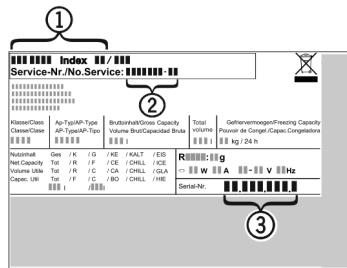 1
Index /
Service-Nr./No.Service: -
2
Klasse/Class Ap-Typ/AP-Type Bruttoinhalt/Gross Capacity Total Gefriervermoegen/Freezing Capacity
Classe/Clase AP-Type/AP-Tipo Volume Brut/Capacidad Bruta volume Pouvoir de Congel./Capac.Congeladora
l l kg / 24 h
Nutzinhalt Ges / K / G / KE / KALT / EIS
Net.Capacity Tot / R / F / CE / CHILL / ICE
Volume Utile Tot / R / C / CA / CHILL / GLA
Capac. Util Tot / F / C / BO / CHILL / HIE
l / l
R : g
W A - V Hz
Serial-Nr. . . .
3